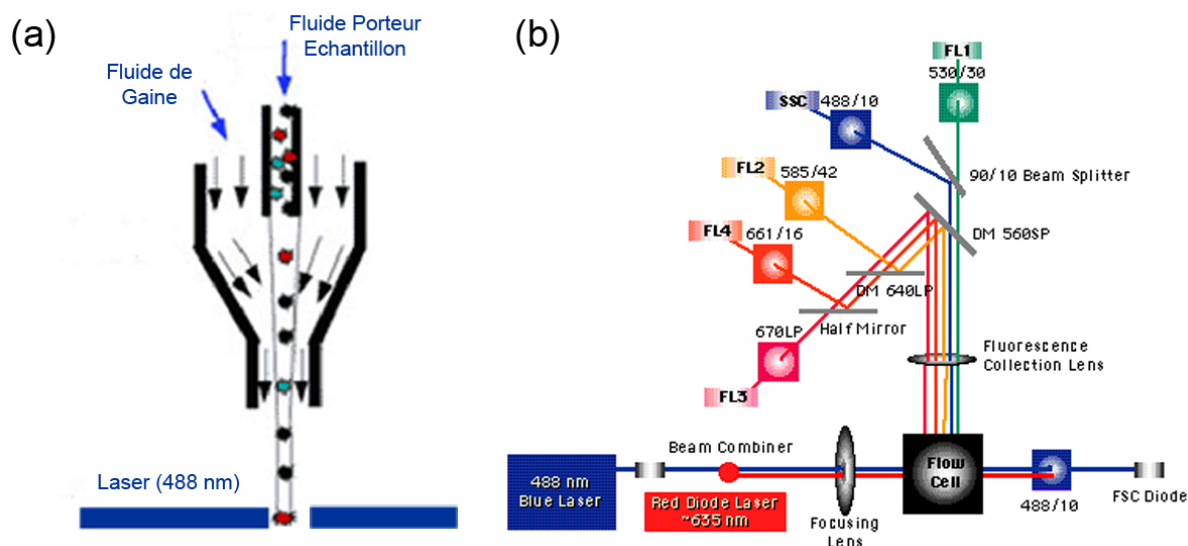 (a)
Fluide Porteur
Echantillon
Fluide de
Gaine
Laser (488 nm)
(b)
FL1
530/30
SSC
488/10
90/10 Beam Splitter
FL2
585/42
DM 560SP
FL4
661/16
DM 640LP
Half Mirror
670LP
FL3
Fluorescence
Collection Lens
Beam Combiner
488 nm
Blue Laser
Red Diode Laser
~635 nm
Focusing
Lens
Flow
Cell
488/10
FSC Diode